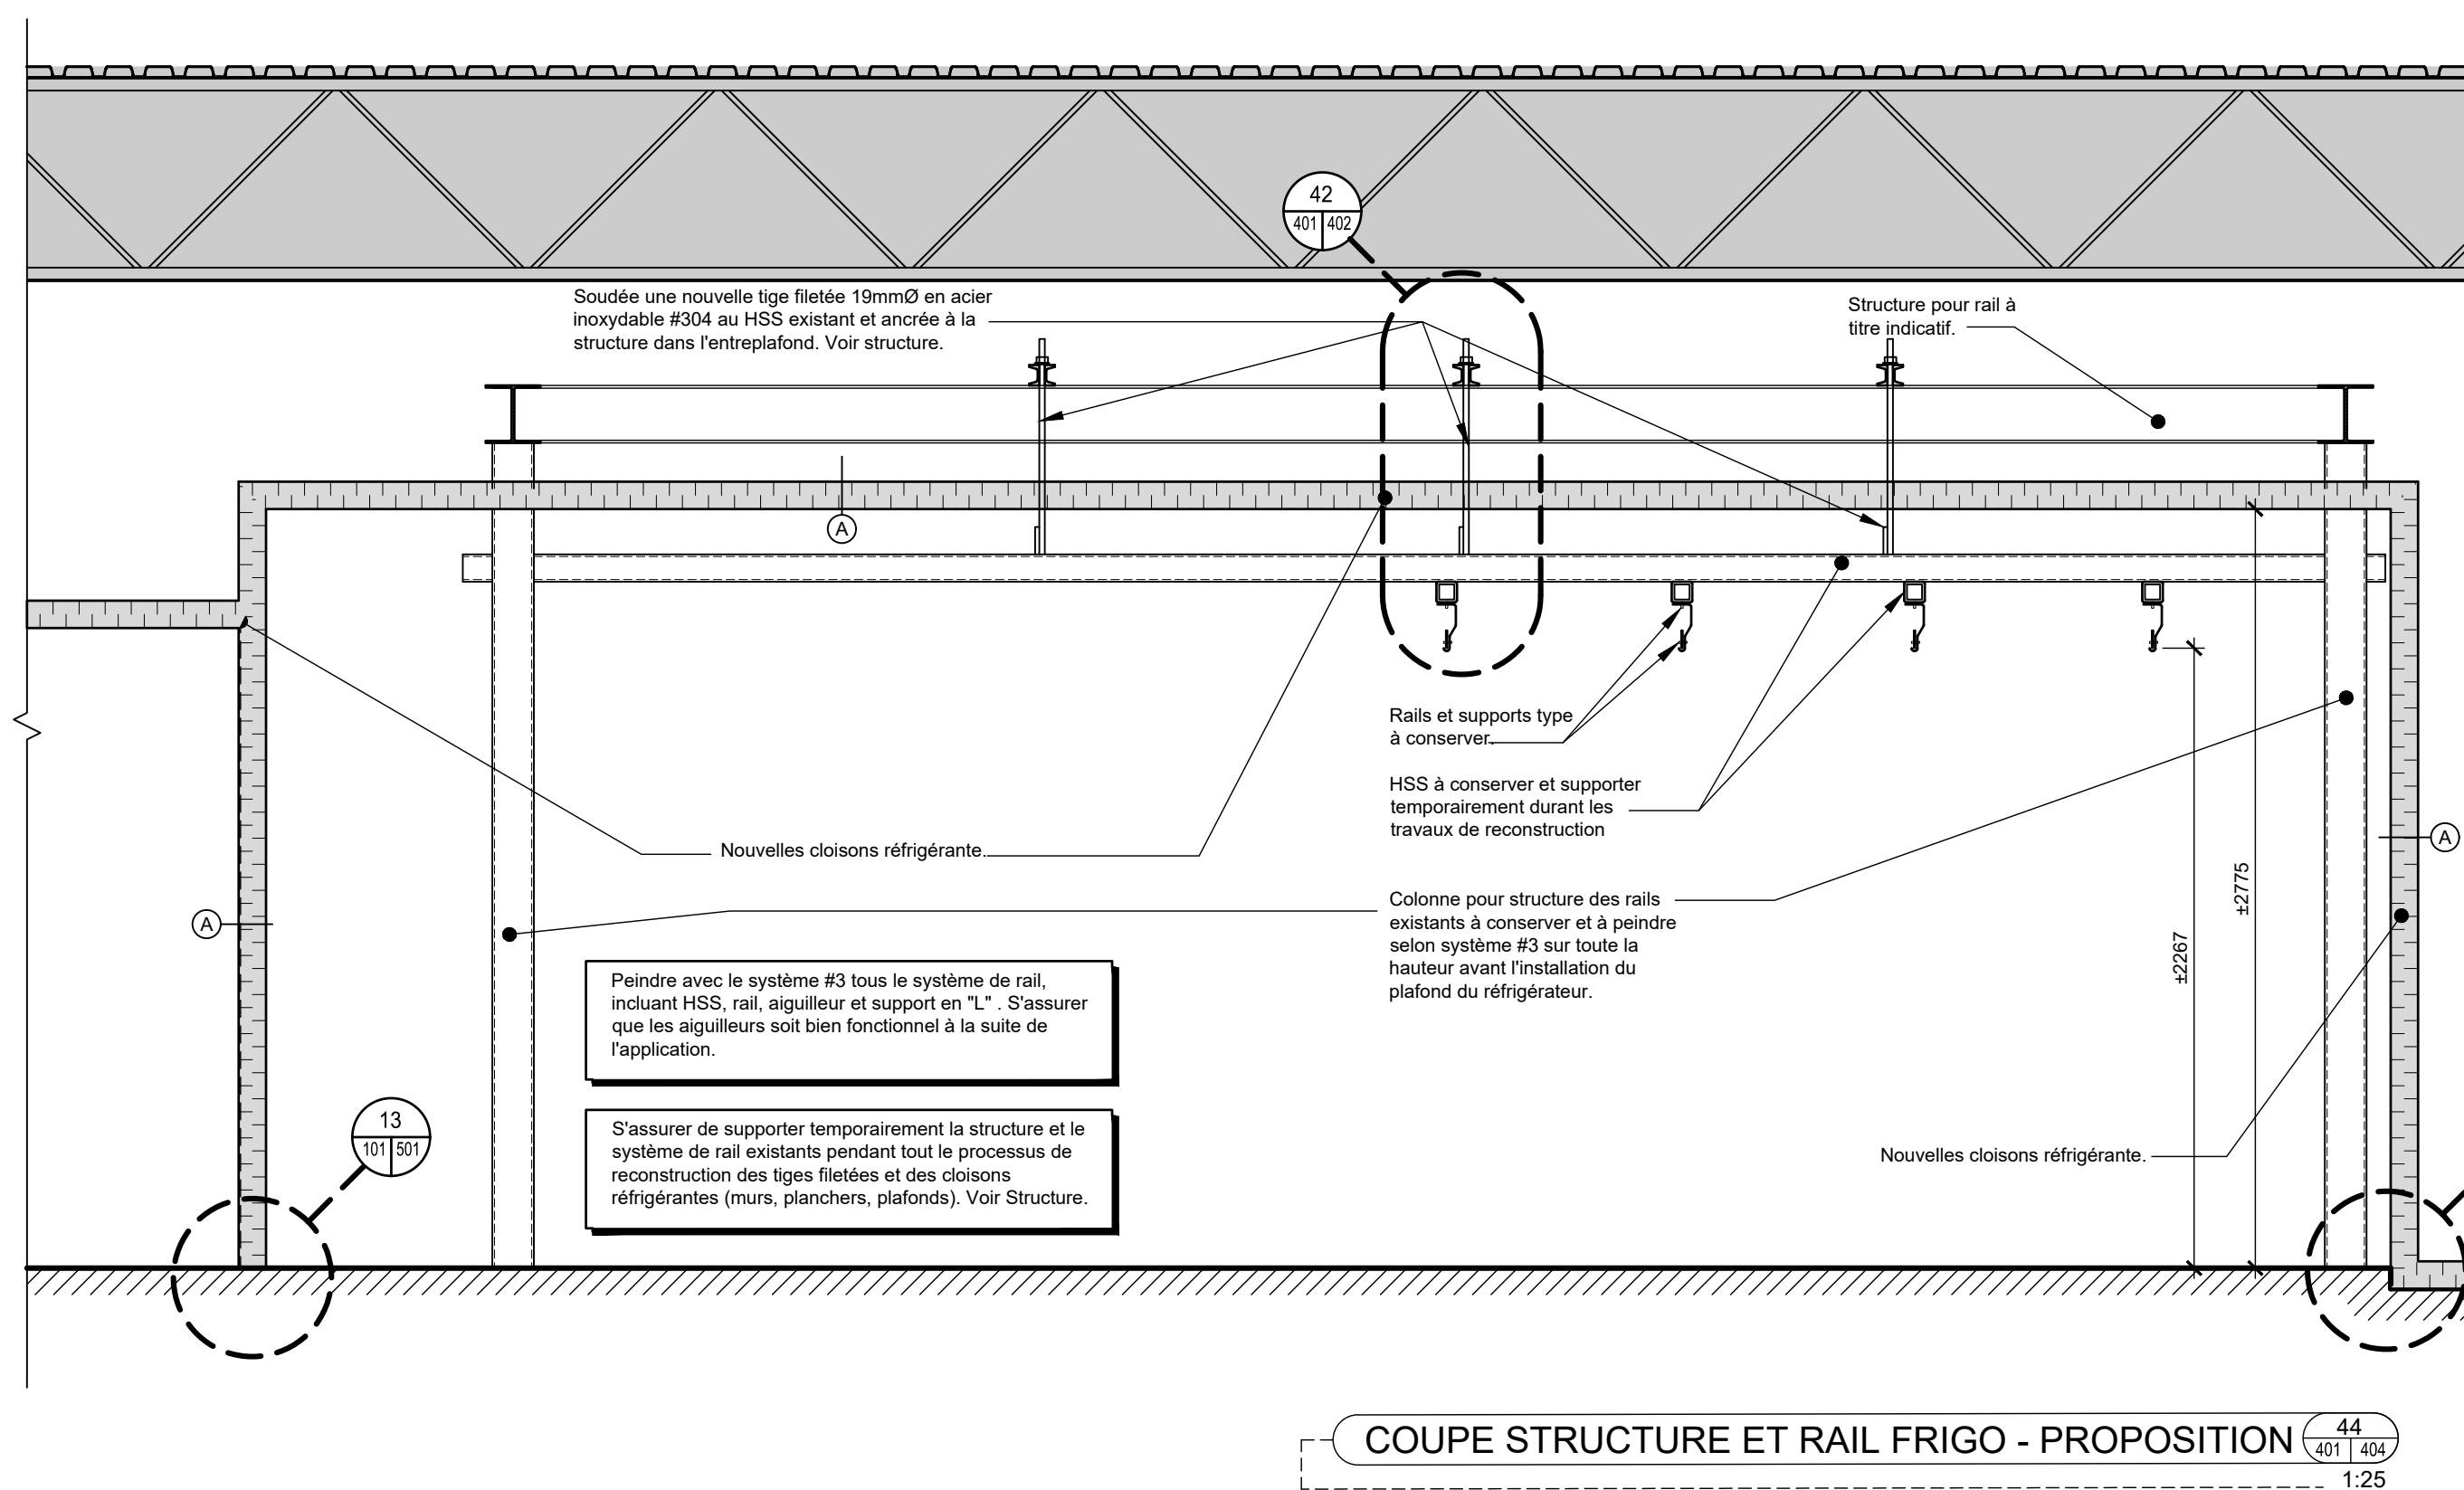 42
401 402
Soudée une nouvelle tige filetée 19mmØ en acier
inoxydable #304 au HSS existant et ancrée à la
structure dans l'entreplafond. Voir structure.
Structure pour rail à
titre indicatif.
A
Rails et supports type
à conserver.
HSS à conserver et supporter
temporairement durant les
travaux de reconstruction
Nouvelles cloisons réfrigérante.
A
±2775
Colonne pour structure des rails
existants à conserver et à peindre
selon système #3 sur toute la
hauteur avant l'installation du
plafond du réfrigérateur.
A
±2267
Peindre avec le système #3 tous le système de rail,
incluant HSS, rail, aiguilleur et support en "L" . S'assurer
que les aiguilleurs soit bien fonctionnel à la suite de
l'application.
13
101 501
S'assurer de supporter temporairement la structure et le
système de rail existants pendant tout le processus de
reconstruction des tiges filetées et des cloisons
réfrigérantes (murs, planchers, plafonds). Voir Structure.
Nouvelles cloisons réfrigérante.
COUPE STRUCTURE ET RAIL FRIGO - PROPOSITION
44
401 404
1:25